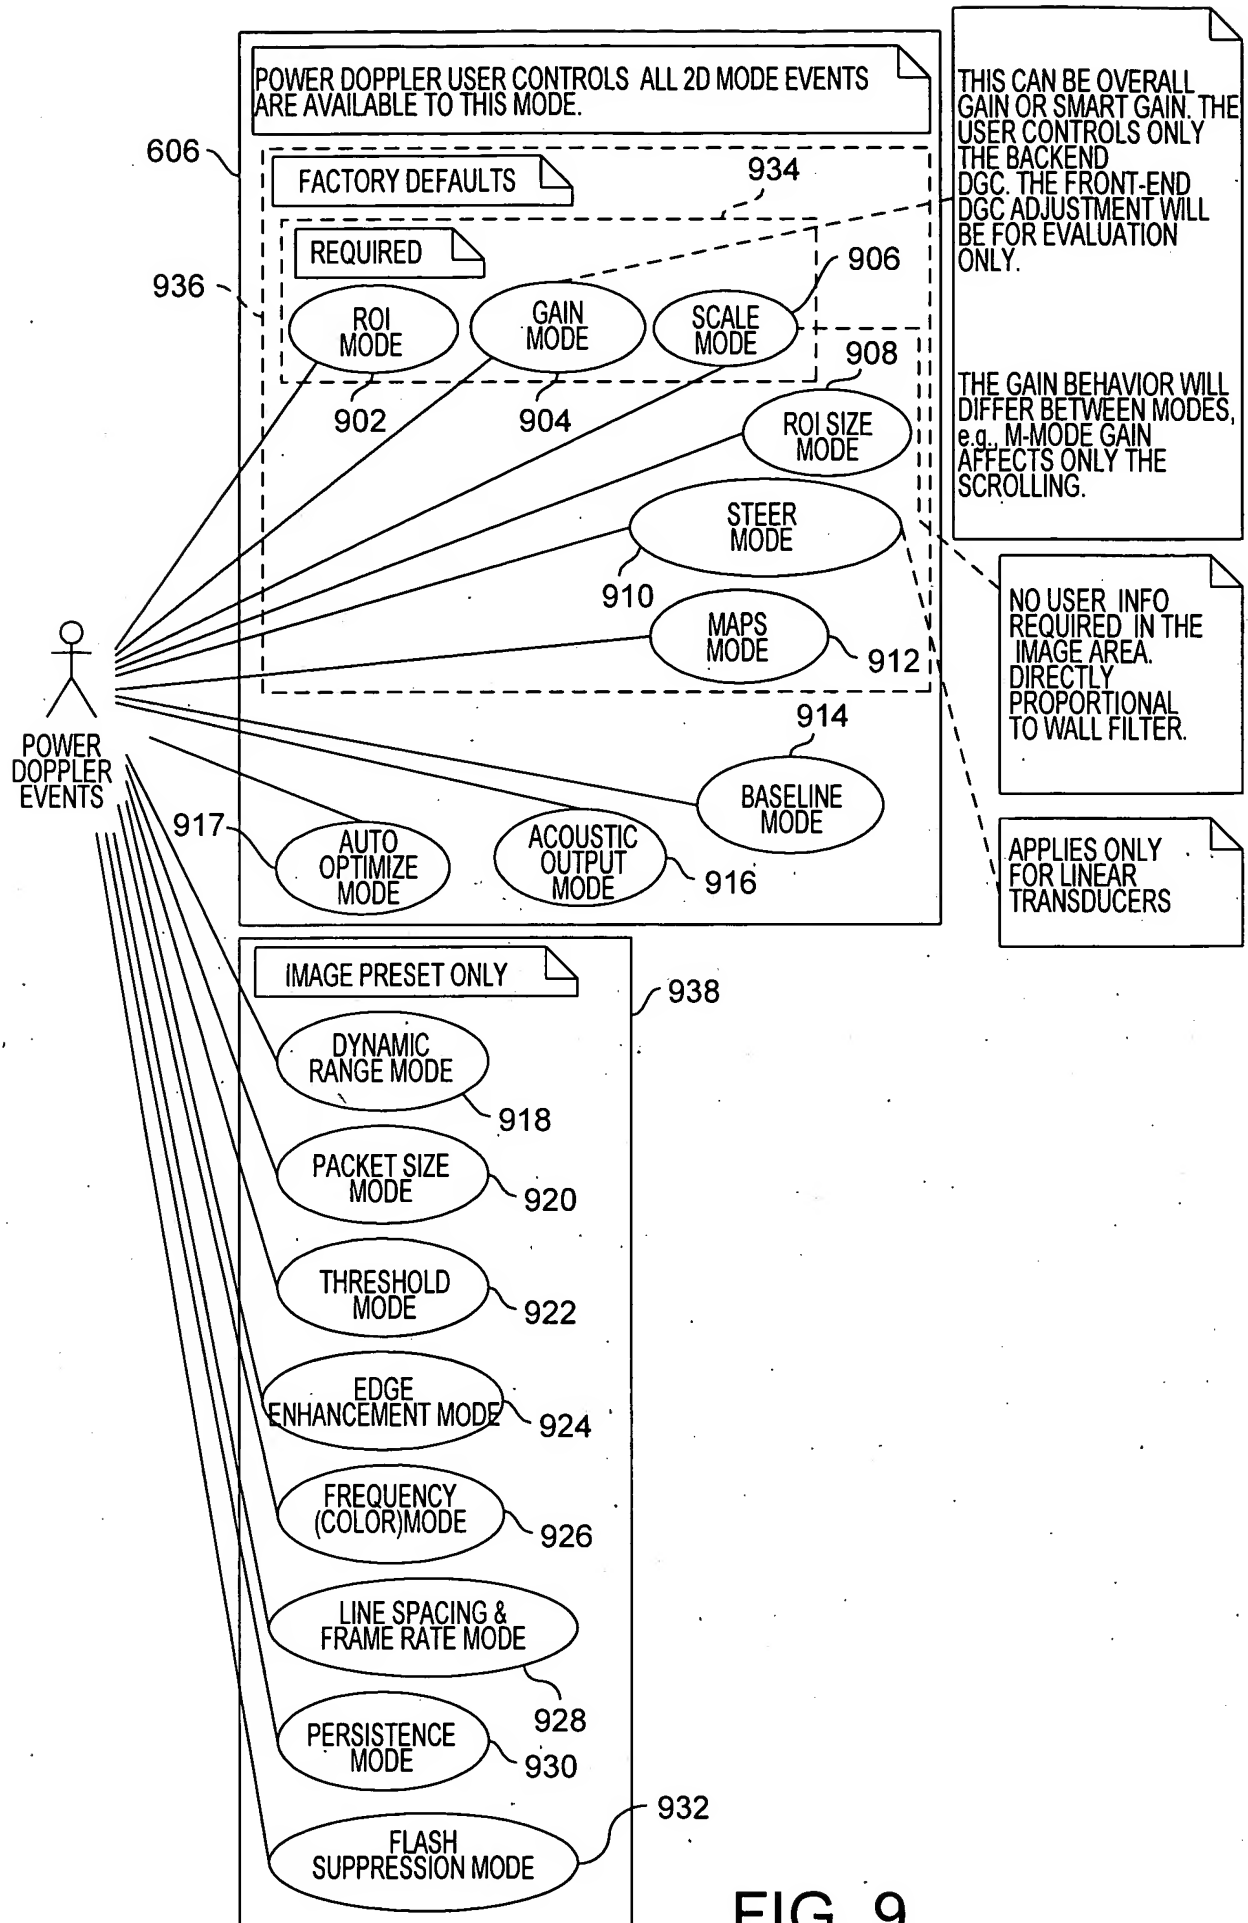 POWER DOPPLER USER CONTROLS ALL 2D MODE EVENTS
ARE AVAILABLE TO THIS MODE.
606
FACTORY DEFAULTS
934
REQUIRED
936
ROI
MODE
902
GAIN
MODE
904
SCALE
MODE
906
908
ROI SIZE
MODE
STEER
MODE
910
MAPS
MODE
912
914
BASELINE
MODE
917
AUTO
OPTIMIZE
MODE
ACOUSTIC
OUTPUT
MODE
916
POWER
DOPPLER
EVENTS
THIS CAN BE OVERALL
GAIN OR SMART GAIN. THE
USER CONTROLS ONLY
THE BACKEND
DGC. THE FRONT-END
DGC ADJUSTMENT WILL
BE FOR EVALUATION
ONLY.
THE GAIN BEHAVIOR WILL
DIFFER BETWEEN MODES,
e.g., M-MODE GAIN
AFFECTS ONLY THE
SCROLLING.
NO USER INFO
REQUIRED IN THE
IMAGE AREA.
DIRECTLY
PROPORTIONAL
TO WALL FILTER.
APPLIES ONLY
FOR LINEAR
TRANSDUCERS
IMAGE PRESET ONLY
938
DYNAMIC
RANGE MODE
918
PACKET SIZE
MODE
920
THRESHOLD
MODE
922
EDGE
ENHANCEMENT MODE
924
FREQUENCY
(COLOR)MODE
926
LINE SPACING &
FRAME RATE MODE
928
PERSISTENCE
MODE
930
932
FLASH
SUPPRESSION MODE
FIG. 9